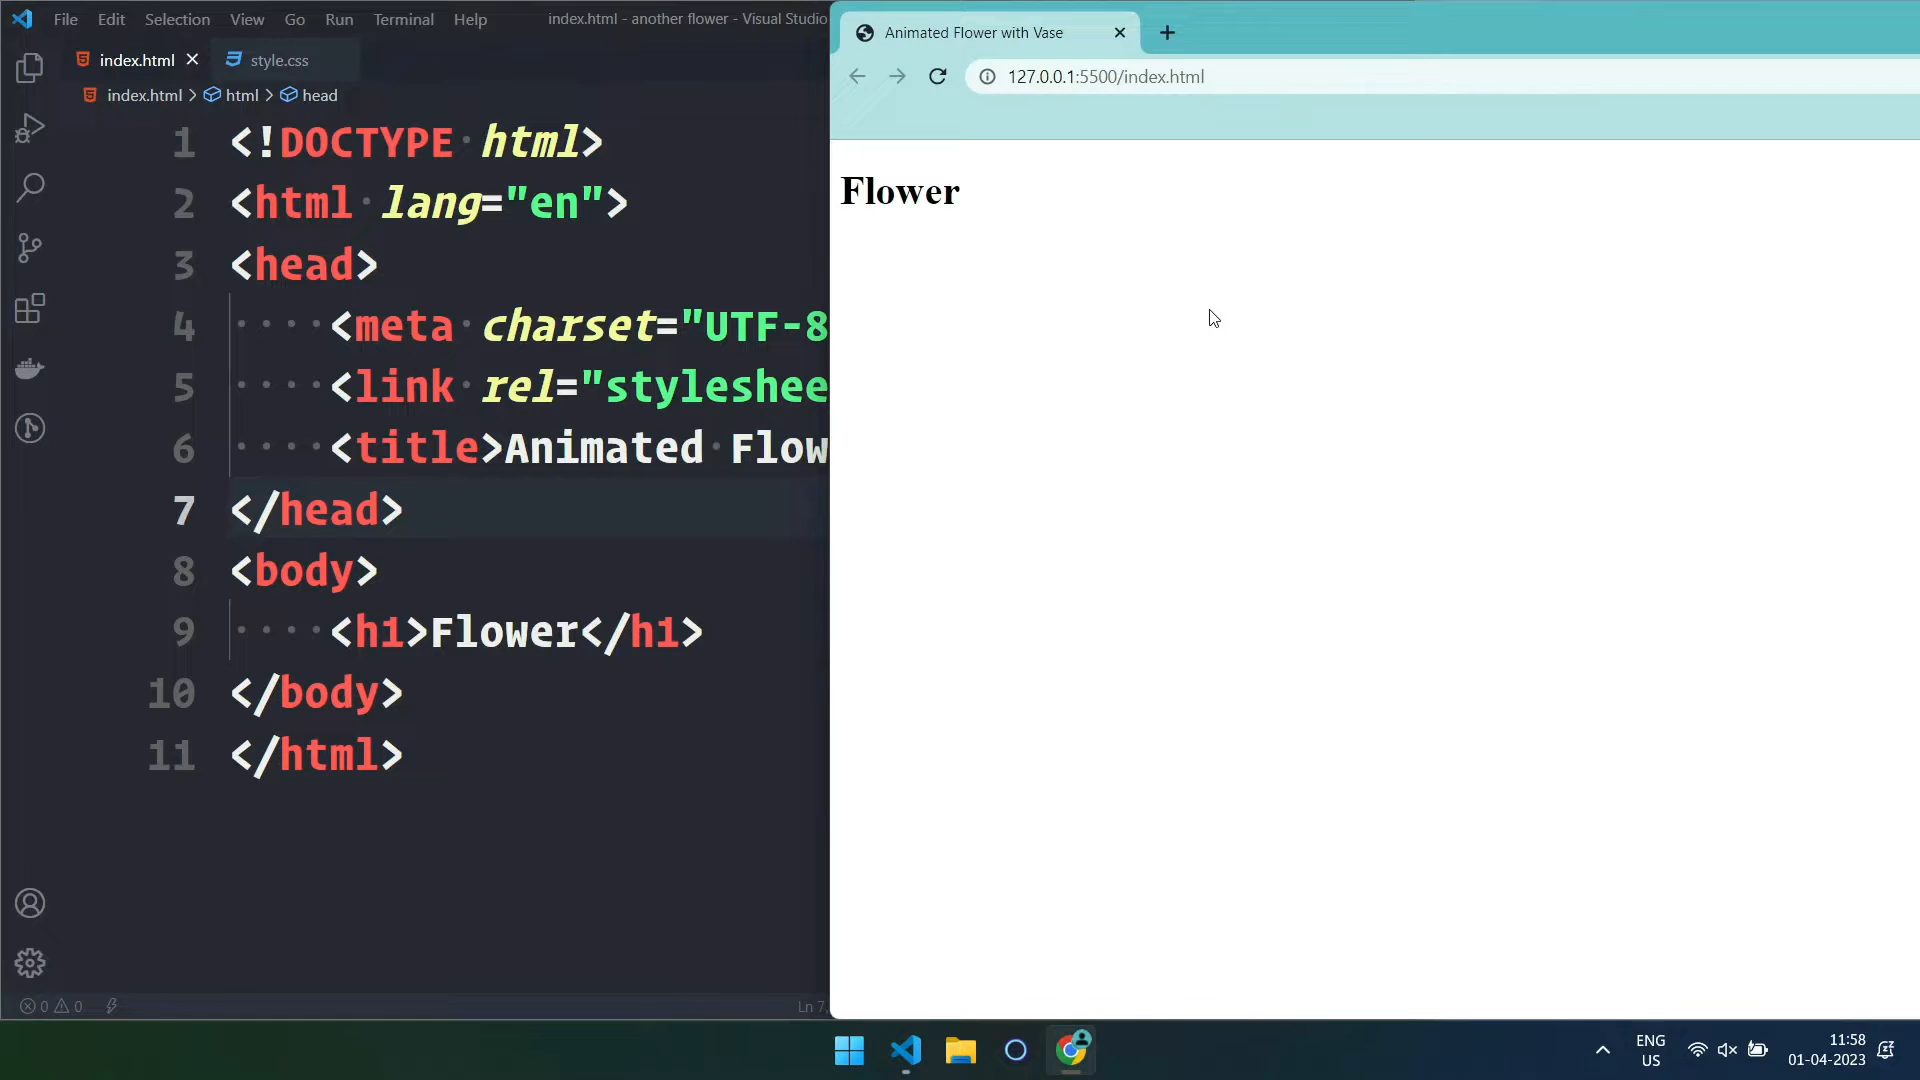 File Edit Selection View Go Run Terminal Help index.html - another flower - Visual Studio
index.html style.css
index.html > html > head
1 <!DOCTYPE html>
2 <html lang="en">
3 <head>
4 <meta charset="UTF-8
5 <link rel="styleshee
6 <title>Animated Flow
7 </head>
8 <body>
9 <h1>Flower</h1>
10 </body>
11 </html>
0 0
Ln 7
Animated Flower with Vase
127.0.0.1:5500/index.html
Flower
ENG
US
11:58
01-04-2023